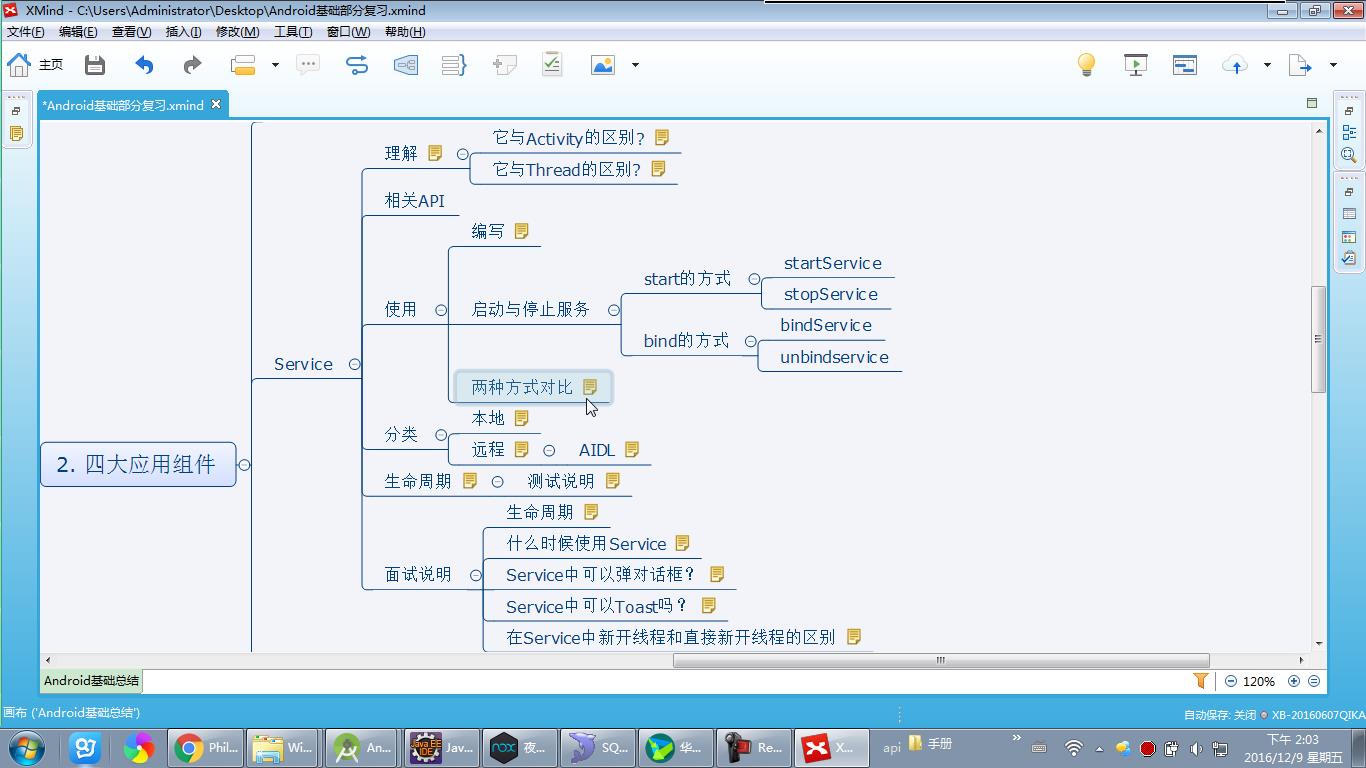 XMind - C:\Users\Administrator\Desktop\Android基础部分复习.xmind
文件(F) 编辑(E) 查看(V) 插入(I) 修改(M) 工具(T) 窗口(W) 帮助(H)
主页
*Android基础部分复习.xmind
它与Activity的区别?
理解
它与Thread的区别?
相关API
编写
startService
start的方式
stopService
使用
启动与停止服务
bindService
bind的方式
unbindservice
Service
两种方式对比
本地
分类
远程
AIDL
2. 四大应用组件
生命周期
测试说明
生命周期
什么时候使用Service
面试说明
Service中可以弹对话框?
Service中可以Toast吗?
在Service中新开线程和直接新开线程的区别
Android基础总结
120%
画布 ('Android基础总结')
自动保存: 关闭
XB-20160607QIKA
Phil...
Wi...
An...
Jav...
夜...
SQ...
华...
Re...
X...
api
手册
下午 2:03
2016/12/9 星期五
Java EE
IDE
nox